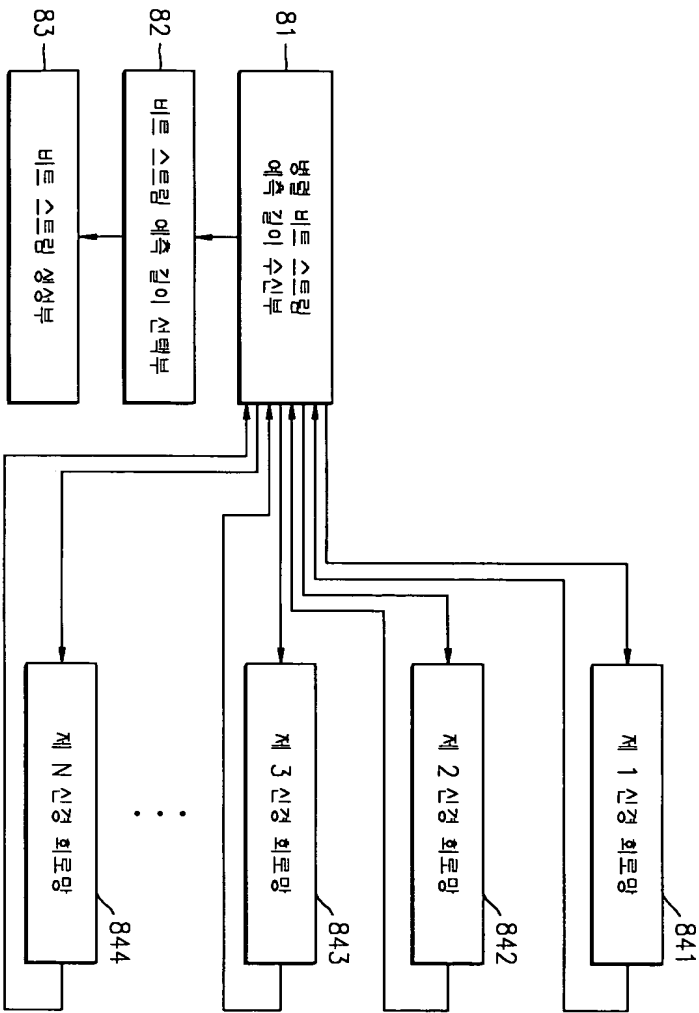 81
병렬 비트 스트림
예측 길이 수신부
82
비트 스트림 예측 길이 선택부
83
비트 스트림 생성부
841
제 1 신경 회로망
842
제 2 신경 회로망
843
제 3 신경 회로망
• • •
844
제 N 신경 회로망